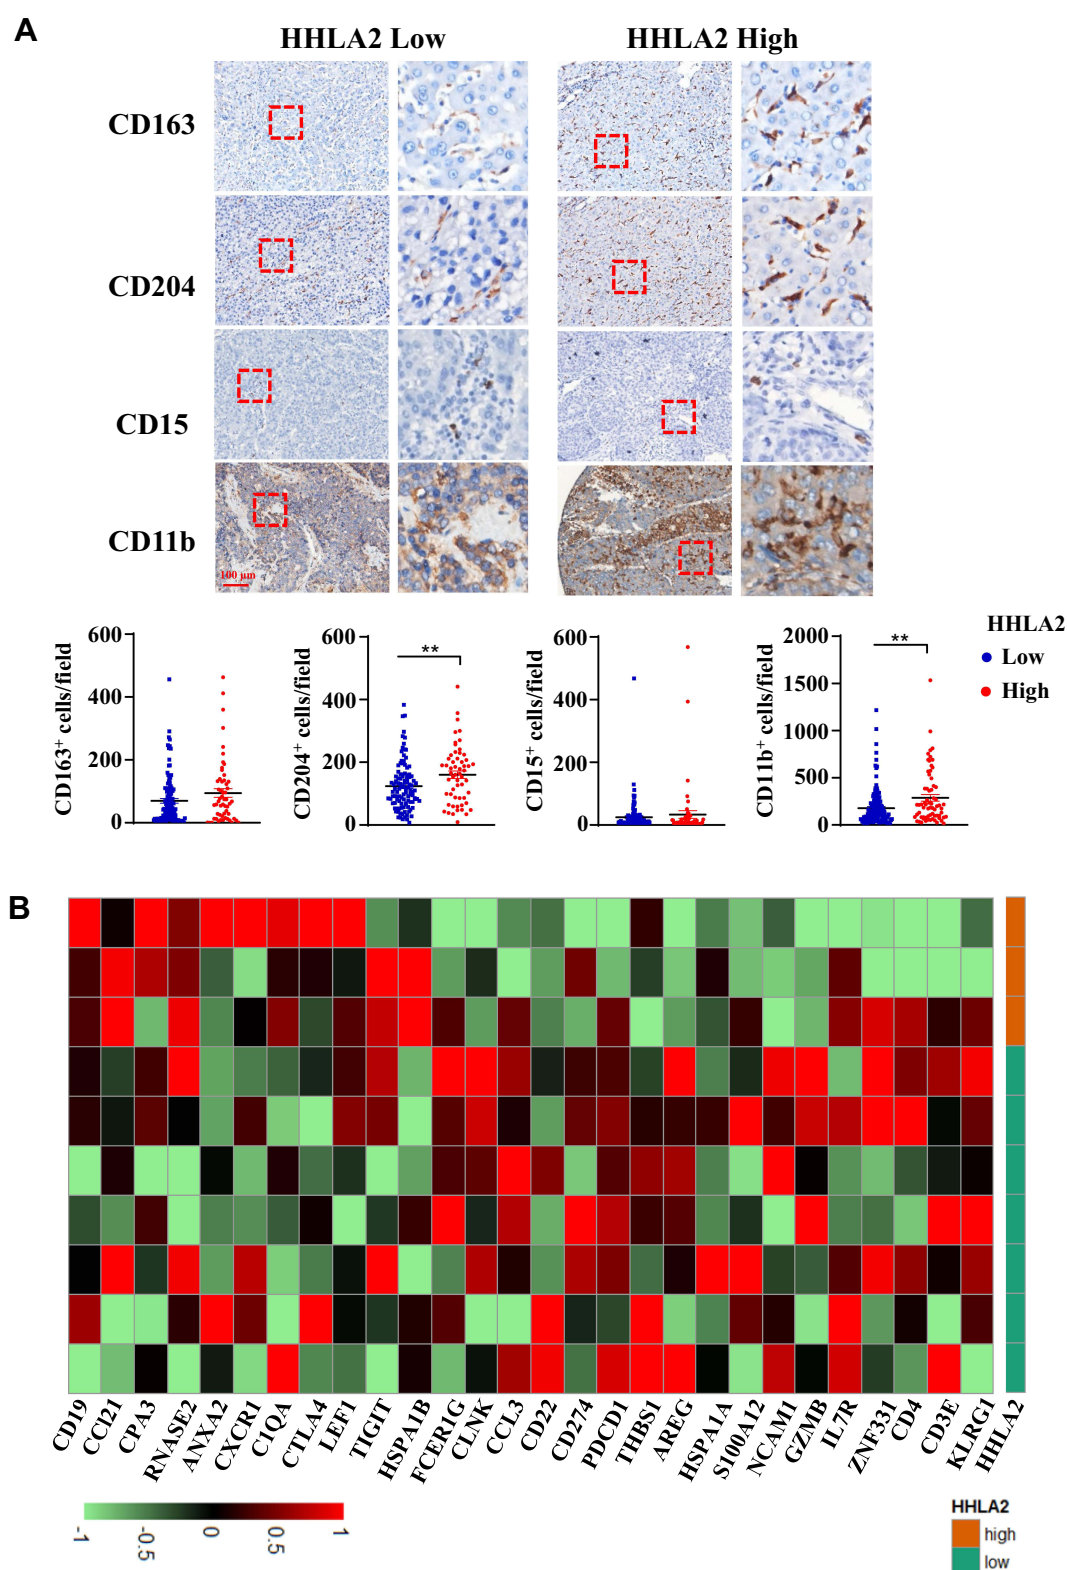 A
HHLA2 Low
HHLA2 High
CD163
CD204
CD15
CD11b
100 μm
CD163+ cells/field
600
400
200
0
CD204+ cells/field
600
400
200
0
**
CD15+ cells/field
600
400
200
0
CD11b+ cells/field
2000
1500
1000
500
0
**
HHLA2
Low
High
B
CD19
CCl21
CPA3
RNASE2
ANXA2
CXCR1
C1QA
CTLA4
LEF1
TIGIT
HSPA1B
FCER1G
CLNK
CCL3
CD22
CD274
PDCD1
THBS1
AREG
HSPA1A
S100A12
NCAM1
GZMB
IL7R
ZNF331
CD4
CD3E
KLRG1
HHLA2
-1
-0.5
0
0.5
1
HHLA2
high
low